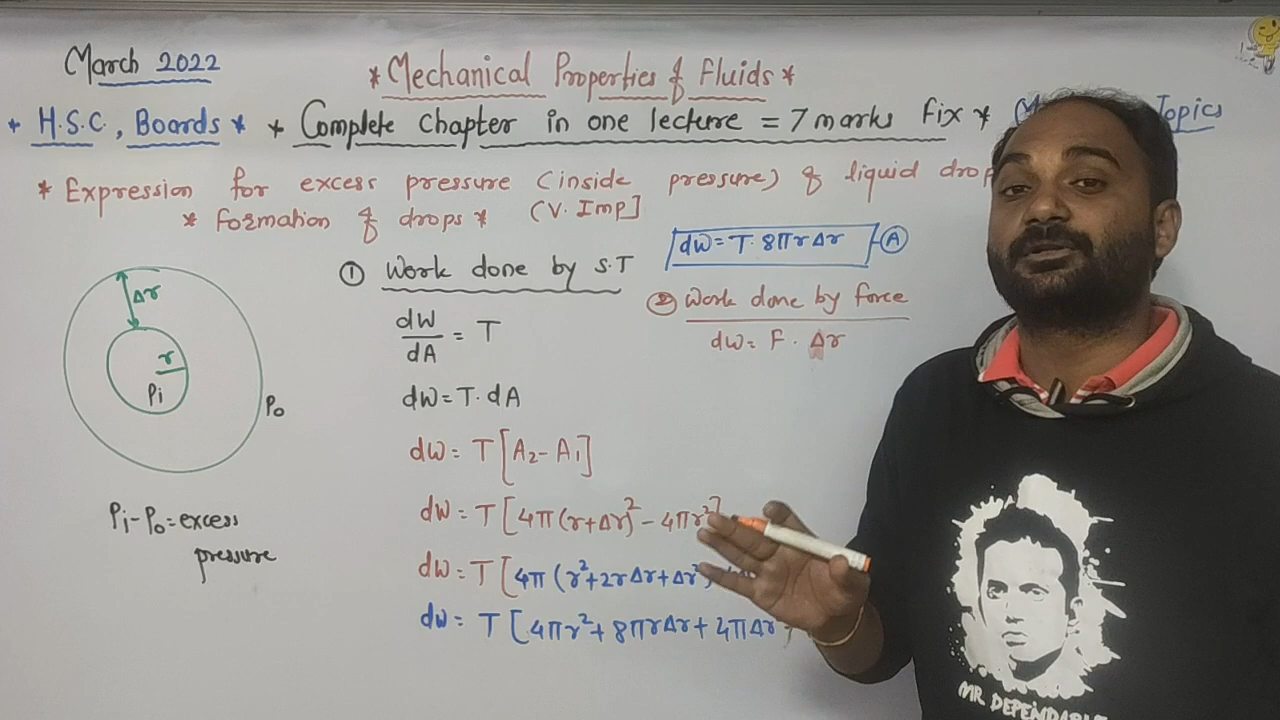 March 2022
* Mechanical Properties of Fluids *
* H.S.C., Boards * * Complete chapter in one lecture = 7 marks Fix * Topics
* Expression for excess pressure (inside pressure) of liquid drop
* Formation of drops * (V. Imp]
① Work done by S.T
dW/dA = T
dW = T. dA
dW = T[A₂ - A₁]
dW = T[4π(r+Δr)² - 4πr²]
dW = T[4π(r²+2rΔr+Δr²)
dW = T[4πr²+8πrΔr+4πΔr
dW = T. 8πrΔr Ⓐ
② Work done by force
dW = F. Δr
Δr
r
Pi
Po
Pi - Po = excess
pressure
MR DEPENDABLE